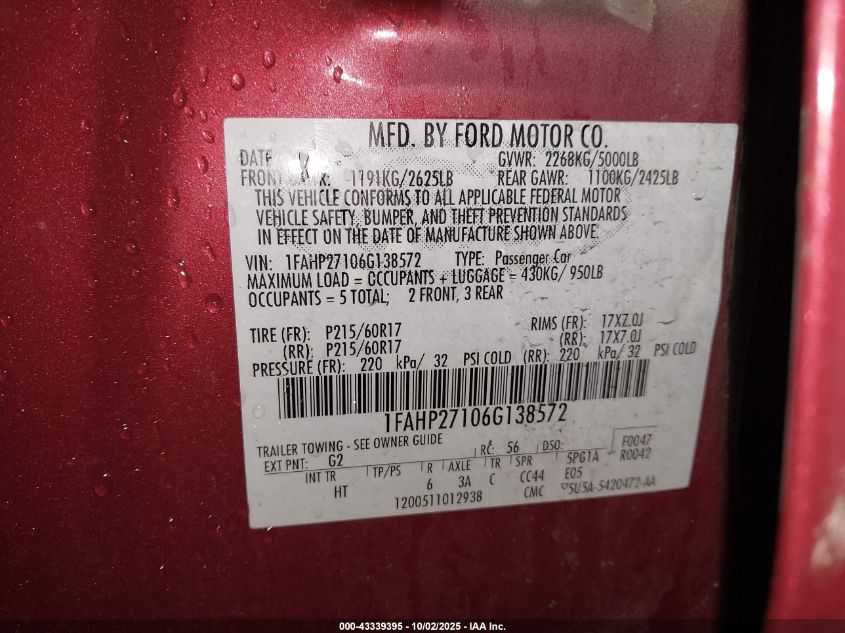 MFD. BY FORD MOTOR CO.
DATE GVWR: 2268KG/5000LB
FRONT GAWR: 1191KG/2625LB REAR GAWR: 1100KG/2425LB
THIS VEHICLE CONFORMS TO ALL APPLICABLE FEDERAL MOTOR
VEHICLE SAFETY, BUMPER, AND THEFT PREVENTION STANDARDS
IN EFFECT ON THE DATE OF MANUFACTURE SHOWN ABOVE.
VIN: 1FAHP27106G138572 TYPE: Passenger Car
MAXIMUM LOAD = OCCUPANTS + LUGGAGE = 430KG/ 950LB
OCCUPANTS = 5 TOTAL; 2 FRONT, 3 REAR
TIRE (FR): P215/60R17 RIMS (FR): 17X7.0J
(RR): P215/60R17 (RR): 17X7.0J
PRESSURE (FR): 220 kPa/ 32 PSI COLD (RR): 220 kPa/ 32 PSI COLD
1FAHP27106G138572
TRAILER TOWING - SEE OWNER GUIDE
EXT PNT: G2 RC: 56 DSO: F0047
R0042
INT TR TP/PS R AXLE TR SPR SPG1A
HT 6 3A C CC44 E05
1200511012938 CMC 5U5A-5420472-AA
000-43339395 - 10/02/2025 - IAA Inc.